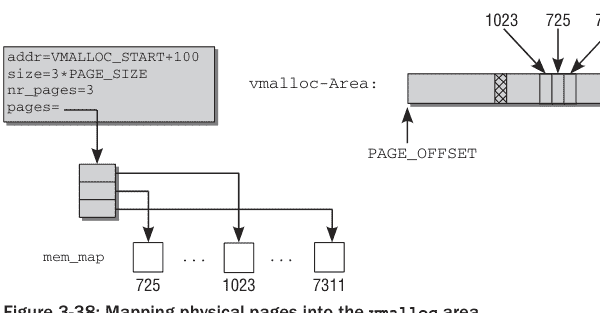 addr=VMALLOC_START+100
size=3*PAGE_SIZE
nr_pages=3
pages=
1023 725
vmalloc-Area:
PAGE_OFFSET
mem_map
... ...
725 1023 7311
Figure 3-38: Mapping physical pages into the vmalloc area